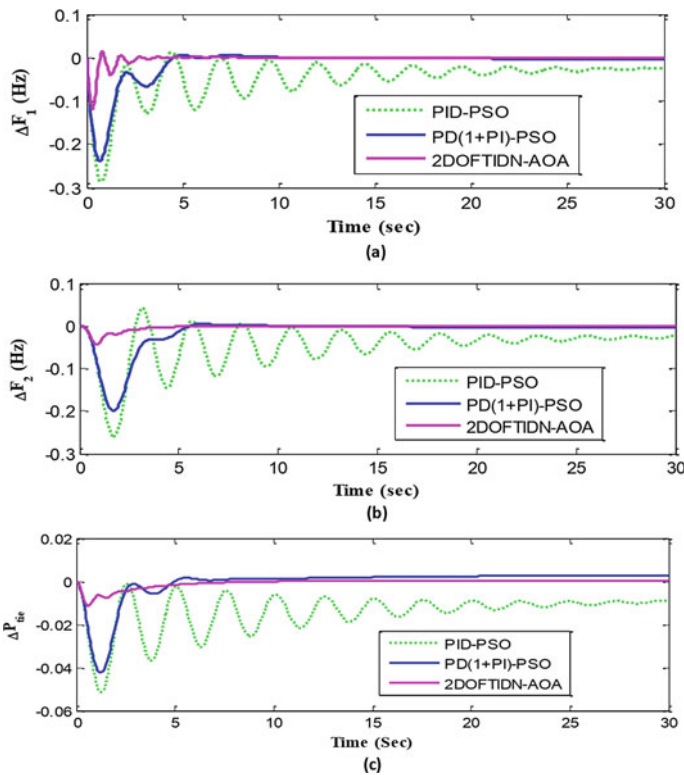 0.1
0
-0.1
-0.2
-0.3
ΔF1 (Hz)
PID-PSO
PD(1+PI)-PSO
2DOFTIDN-AOA
0 5 10 15 20 25 30
Time (sec)
(a)
0.1
0
-0.1
-0.2
-0.3
ΔF2 (Hz)
PID-PSO
PD(1+PI)-PSO
2DOFTIDN-AOA
0 5 10 15 20 25 30
Time (sec)
(b)
0.02
0
-0.02
-0.04
-0.06
ΔPtie
PID-PSO
PD(1+PI)-PSO
2DOFTIDN-AOA
0 5 10 15 20 25 30
Time (Sec)
(c)